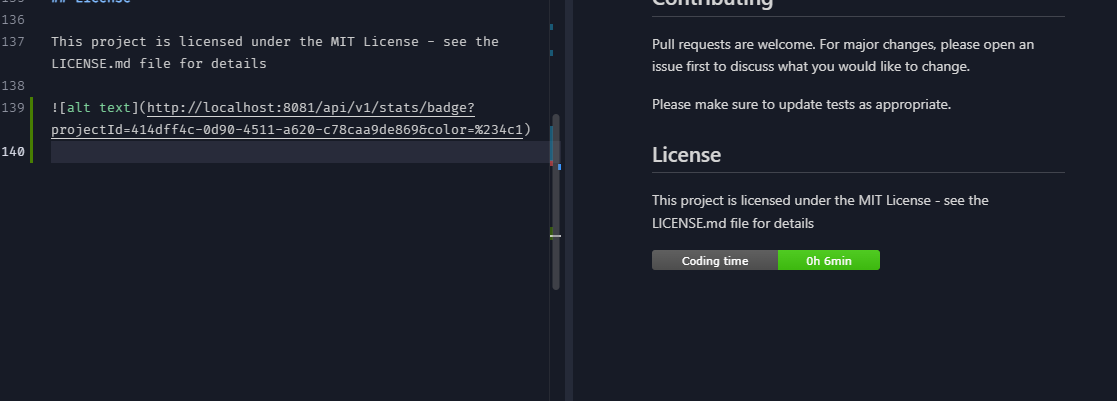 136
137 This project is licensed under the MIT License - see the
LICENSE.md file for details
138
139 ![alt text](http://localhost:8081/api/v1/stats/badge?
projectId=414dff4c-0d90-4511-a620-c78caa9de869&color=%234c1)
140
Contributing
Pull requests are welcome. For major changes, please open an
issue first to discuss what you would like to change.
Please make sure to update tests as appropriate.
License
This project is licensed under the MIT License - see the
LICENSE.md file for details
Coding time 0h 6min